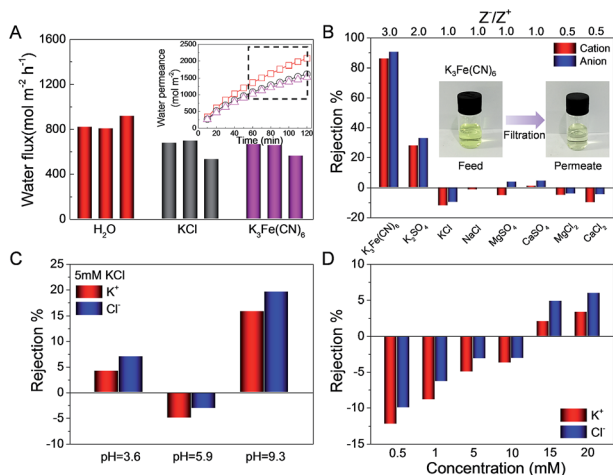 A
Water flux(mol m⁻² h⁻¹)
1600
1200
800
400
0
H₂O
KCl
K₃Fe(CN)₆
Water permeance
(mol m⁻²)
2500
2000
1500
1000
500
0
0 20 40 60 80 100 120
Time (min)
B
Z⁻/Z⁺
3.0 2.0 1.0 1.0 1.0 1.0 0.5 0.5
Rejection %
100
80
60
40
20
0
-20
Cation
Anion
K₃Fe(CN)₆
Filtration
Feed
Permeate
K₃Fe(CN)₆
K₂SO₄
KCl
NaCl
MgSO₄
CaSO₄
MgCl₂
CaCl₂
C
5mM KCl
K⁺
Cl⁻
Rejection %
25
20
15
10
5
0
-5
-10
pH=3.6 pH=5.9 pH=9.3
D
Rejection %
10
5
0
-5
-10
-15
K⁺
Cl⁻
0.5 1 5 10 15 20
Concentration (mM)